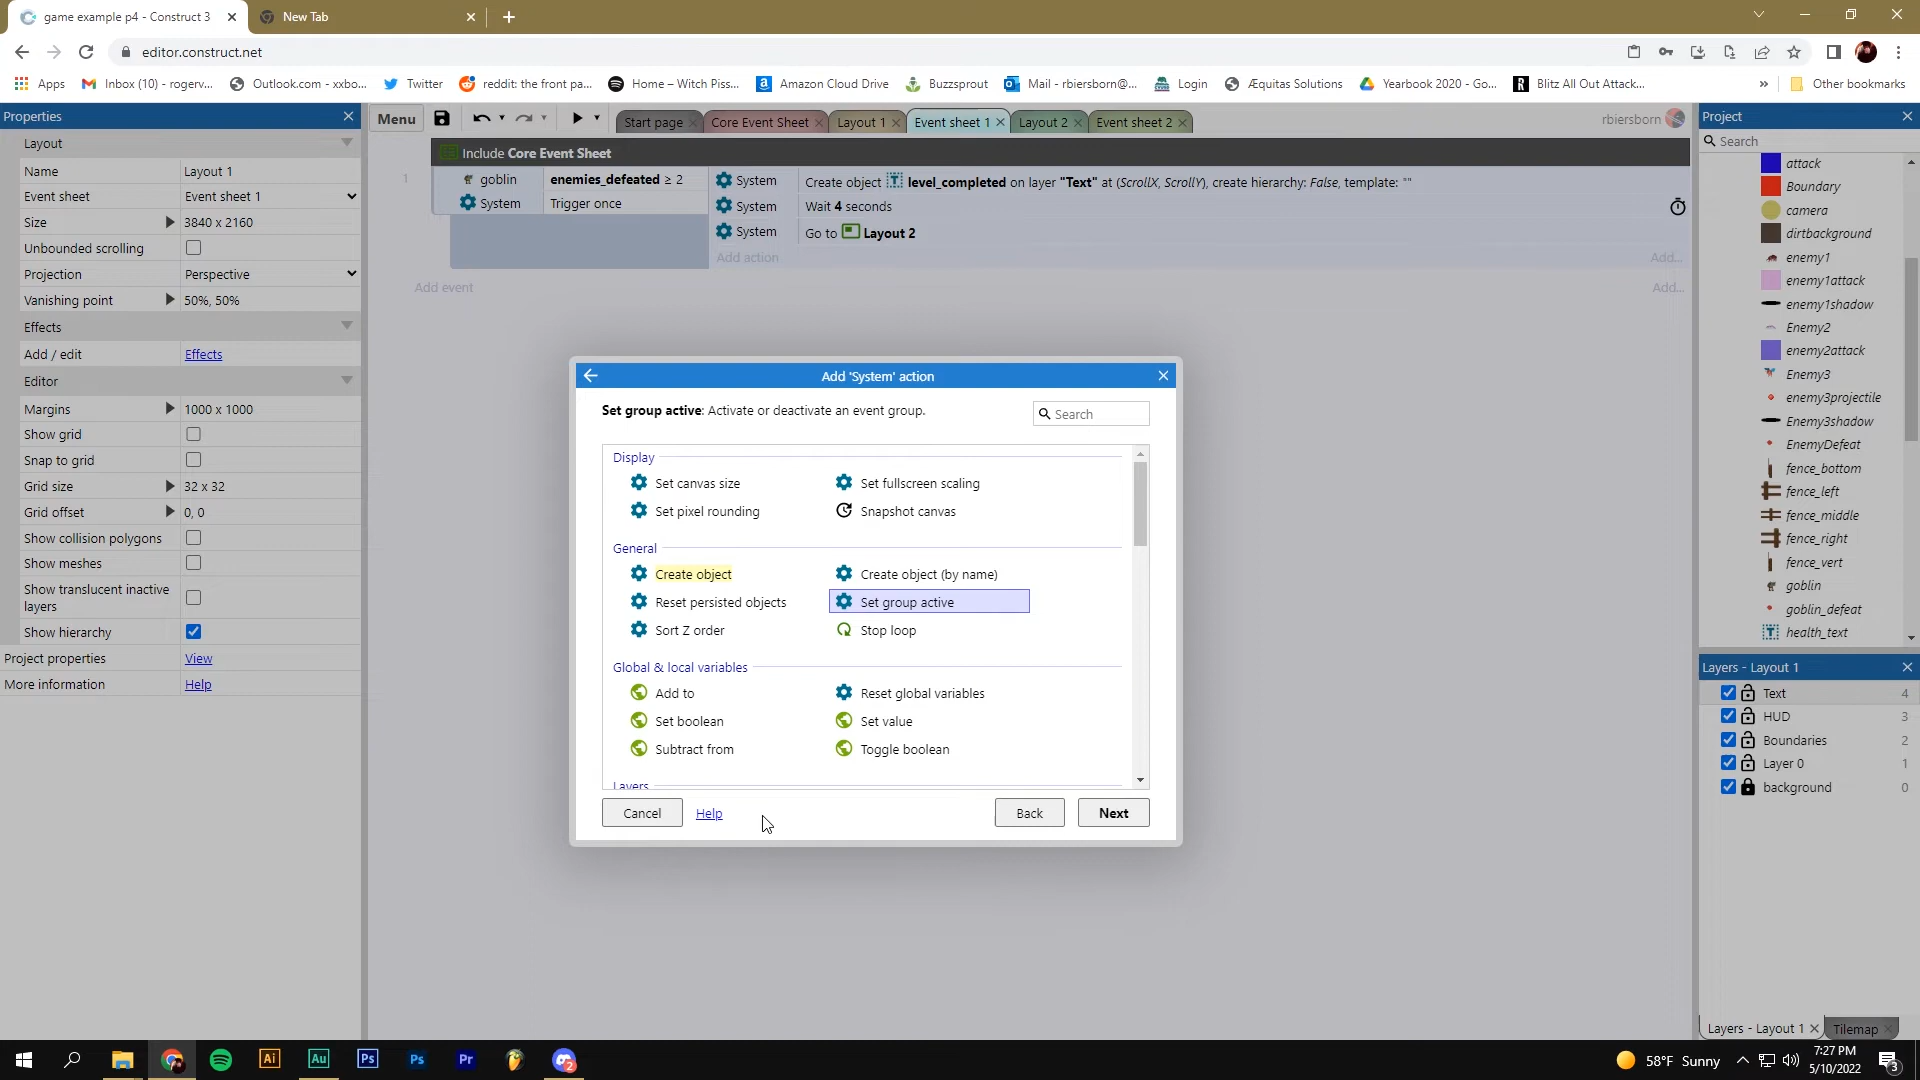 game example p4 - Construct 3
New Tab
editor.construct.net
Apps
Inbox (10) - rogerv...
Outlook.com - xxbo...
Twitter
reddit: the front pa...
Home – Witch Piss...
Amazon Cloud Drive
Buzzsprout
Mail - rbiersborn@...
Login
Æquitas Solutions
Yearbook 2020 - Go...
Blitz All Out Attack...
»
Other bookmarks
Properties
Menu
Start page
Core Event Sheet
Layout 1
Event sheet 1
Layout 2
Event sheet 2
rbiersborn
Project
Layout
Name
Layout 1
Event sheet
Event sheet 1
Size
3840 x 2160
Unbounded scrolling
Projection
Perspective
Vanishing point
50%, 50%
Effects
Add / edit
Effects
Editor
Margins
1000 x 1000
Show grid
Snap to grid
Grid size
32 x 32
Grid offset
0, 0
Show collision polygons
Show meshes
Show translucent inactive
layers
Show hierarchy
Project properties
View
More information
Help
Include Core Event Sheet
1
goblin
enemies_defeated ≥ 2
System
Trigger once
System
Create object T level_completed on layer "Text" at (ScrollX, ScrollY), create hierarchy: False, template: ""
System
Wait 4 seconds
System
Go to Layout 2
Add action
Add...
Add event
Add...
Add 'System' action
Set group active: Activate or deactivate an event group.
Search
Display
Set canvas size
Set fullscreen scaling
Set pixel rounding
Snapshot canvas
General
Create object
Create object (by name)
Reset persisted objects
Set group active
Sort Z order
Stop loop
Global & local variables
Add to
Reset global variables
Set boolean
Set value
Subtract from
Toggle boolean
Layers
Cancel
Help
Back
Next
Search
attack
Boundary
camera
dirtbackground
enemy1
enemy1attack
enemy1shadow
Enemy2
enemy2attack
Enemy3
enemy3projectile
Enemy3shadow
EnemyDefeat
fence_bottom
fence_left
fence_middle
fence_right
fence_vert
goblin
goblin_defeat
T health_text
Layers - Layout 1
Text 4
HUD 3
Boundaries 2
Layer 0 1
background 0
Layers - Layout 1
Tilemap
Ai
Au
Ps
Ps
Pr
2
58°F Sunny
7:27 PM
5/10/2022
3